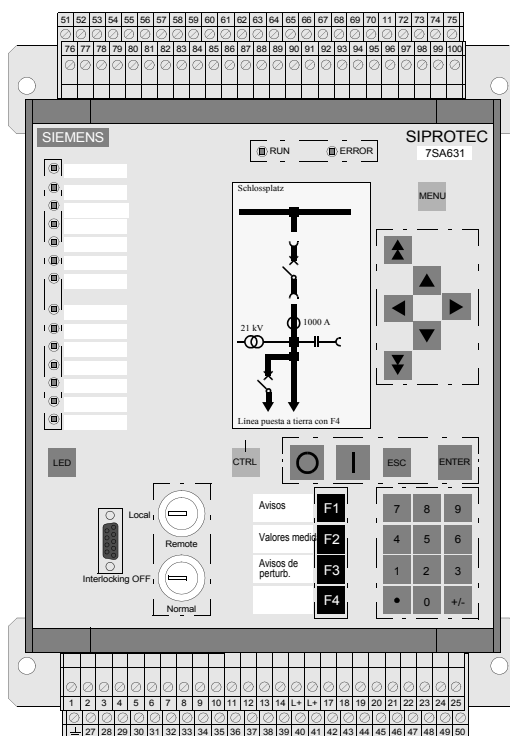 51 52 53 54 55 56 57 58 59 60 61 62 63 64 65 66 67 68 69 70 11 72 73 74 75
76 77 78 79 80 81 82 83 84 85 86 87 88 89 90 91 92 93 94 95 96 97 98 99 100
SIEMENS
SIPROTEC
7SA631
RUN
ERROR
MENU
Schlossplatz
21 kV
1000 A
Línea puesta a tierra con F4
LED
CTRL
ESC
ENTER
Local
Remote
Interlocking OFF
Normal
Avisos
F1
Valores medid
F2
Avisos de
perturb.
F3
F4
7 8 9
4 5 6
1 2 3
• 0 +/-
1 2 3 4 5 6 7 8 9 10 11 12 13 14 L+ L+ 17 18 19 20 21 22 23 24 25
27 28 29 30 31 32 33 34 35 36 37 38 39 40 41 42 43 44 45 46 47 48 49 50